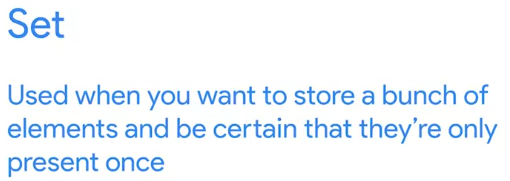 Set
Used when you want to store a bunch of
elements and be certain that they’re only
present once